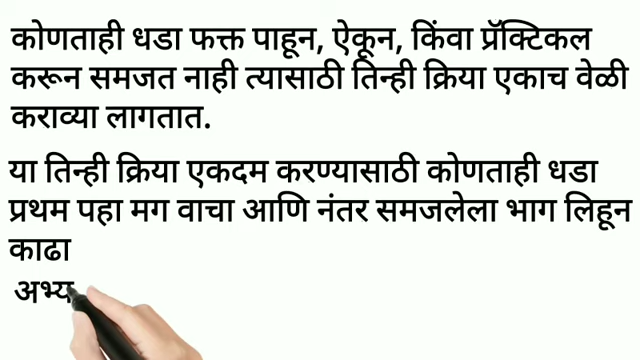 कोणताही धडा फक्त पाहून, ऐकून, किंवा प्रॅक्टिकल
करून समजत नाही त्यासाठी तिन्ही क्रिया एकाच वेळी
कराव्या लागतात.
या तिन्ही क्रिया एकदम करण्यासाठी कोणताही धडा
प्रथम पहा मग वाचा आणि नंतर समजलेला भाग लिहून
काढा
अभ्य